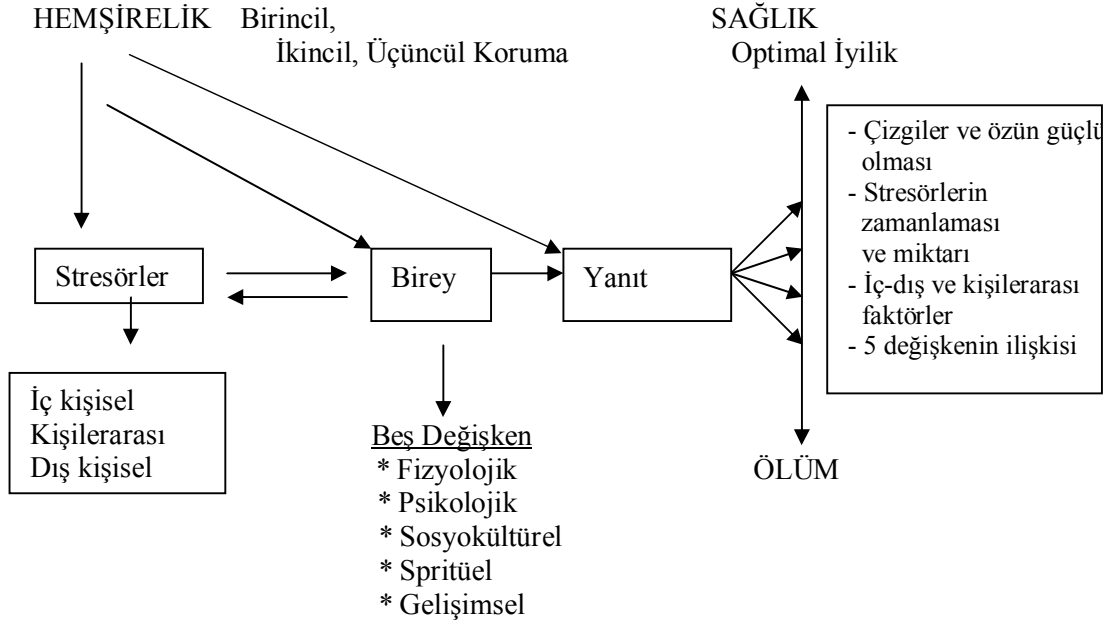 HEMŞİRELİK Birincil,
İkincil, Üçüncül Koruma
SAĞLIK
Optimal İyilik
- Çizgiler ve özün güçlü
olması
- Stresörlerin
zamanlaması
ve miktarı
- İç-dış ve kişilerarası
faktörler
- 5 değişkenin ilişkisi
Stresörler
Birey
Yanıt
İç kişisel
Kişilerarası
Dış kişisel
Beş Değişken
* Fizyolojik
* Psikolojik
* Sosyokültürel
* Spritüel
* Gelişimsel
ÖLÜM